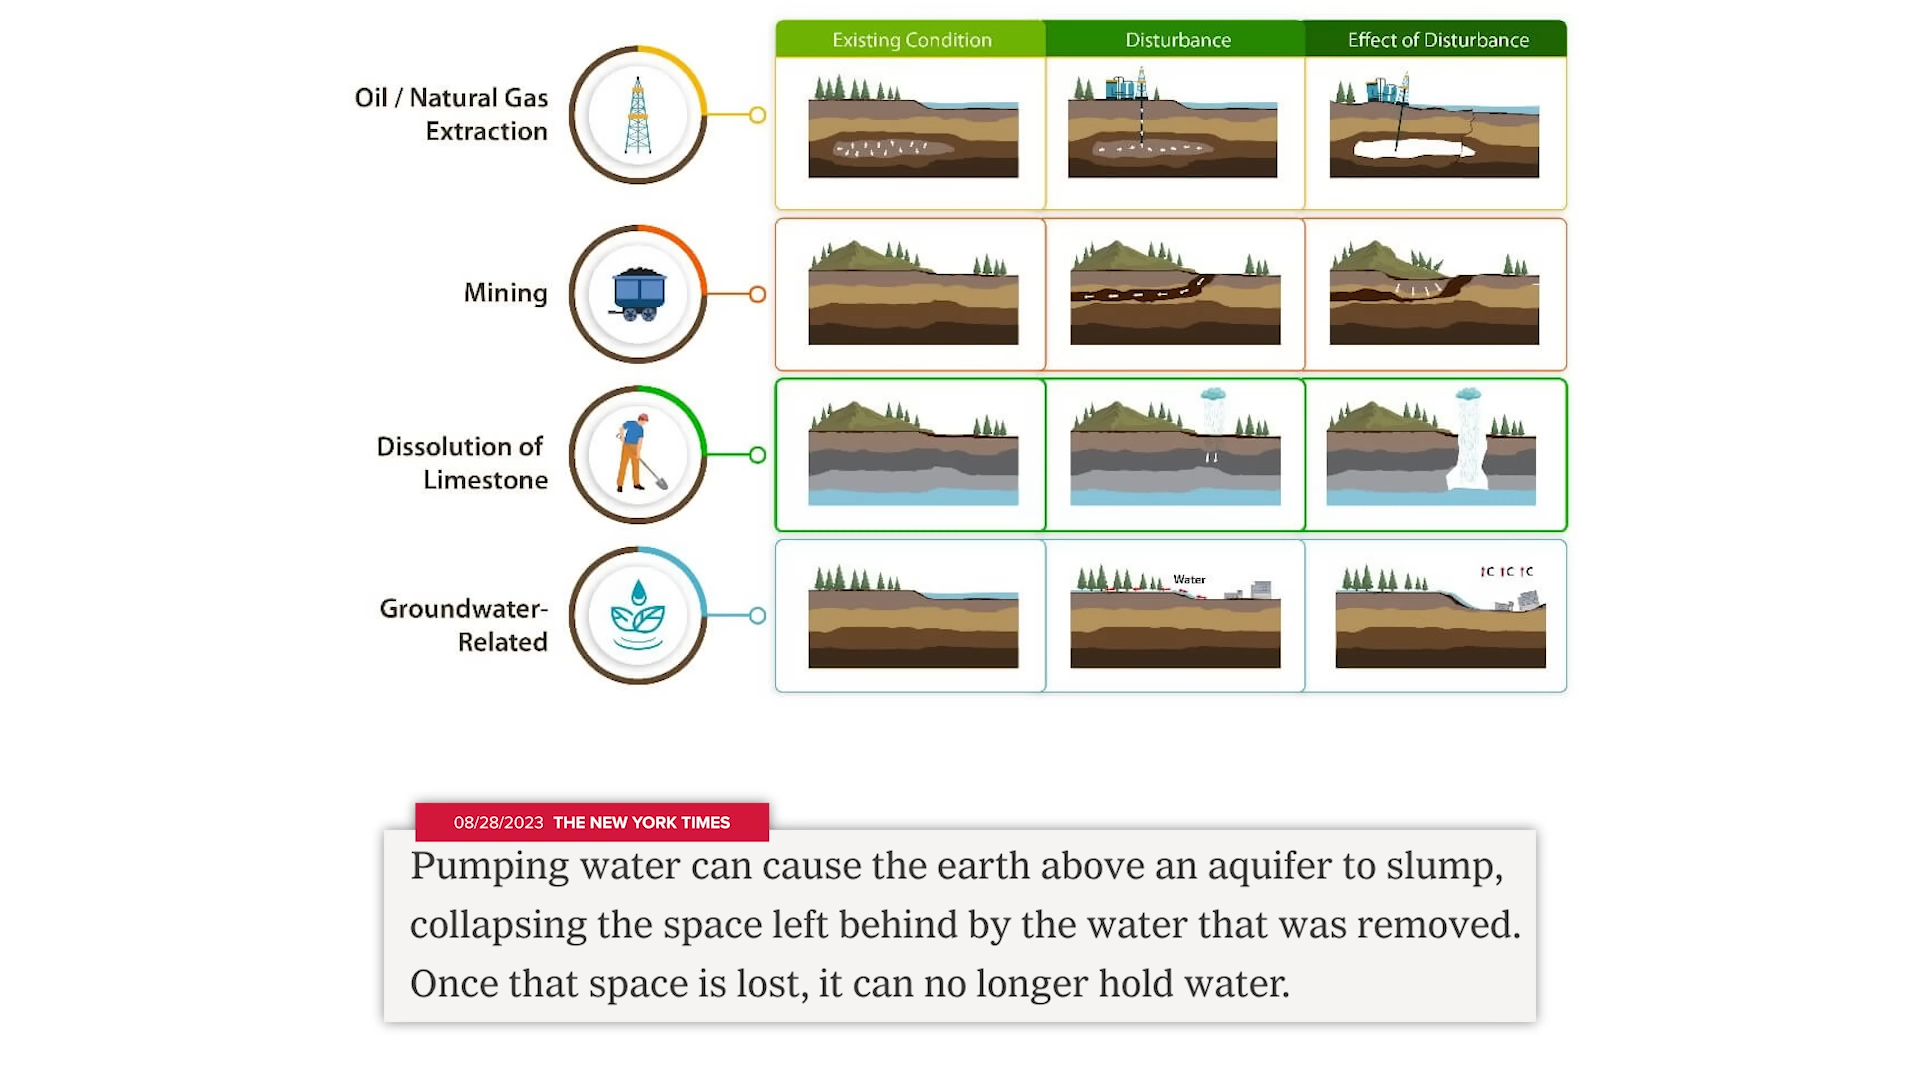 Existing Condition
Disturbance
Effect of Disturbance
Oil / Natural Gas
Extraction
Mining
Dissolution of
Limestone
Groundwater-
Related
Water
↑C ↑C ↑C
08/28/2023 THE NEW YORK TIMES
Pumping water can cause the earth above an aquifer to slump,
collapsing the space left behind by the water that was removed.
Once that space is lost, it can no longer hold water.